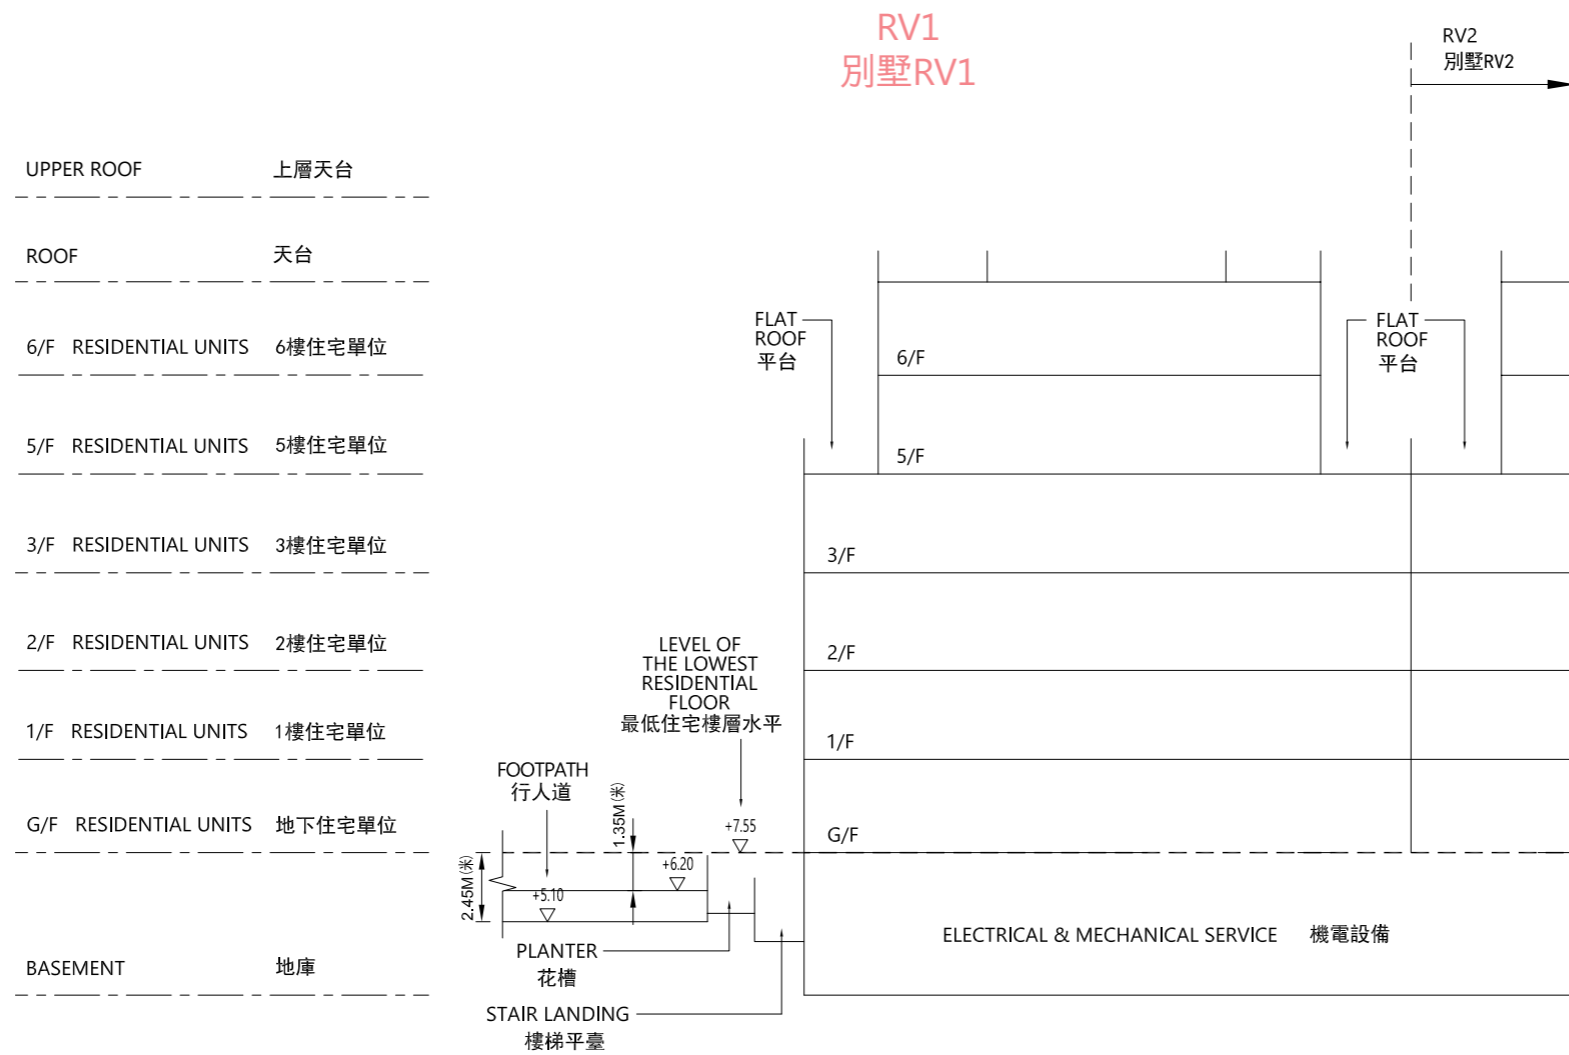 RV1
別墅RV1
RV2
別墅RV2
UPPER ROOF 上層天台
ROOF 天台
6/F RESIDENTIAL UNITS 6樓住宅單位
5/F RESIDENTIAL UNITS 5樓住宅單位
3/F RESIDENTIAL UNITS 3樓住宅單位
2/F RESIDENTIAL UNITS 2樓住宅單位
1/F RESIDENTIAL UNITS 1樓住宅單位
G/F RESIDENTIAL UNITS 地下住宅單位
BASEMENT 地庫
FLAT
ROOF
平台
FLAT
ROOF
平台
6/F
5/F
3/F
2/F
1/F
G/F
LEVEL OF
THE LOWEST
RESIDENTIAL
FLOOR
最低住宅樓層水平
FOOTPATH
行人道
1.35M(米)
2.45M(米)
+7.55
+6.20
+5.10
PLANTER
花槽
STAIR LANDING
樓梯平臺
ELECTRICAL & MECHANICAL SERVICE 機電設備